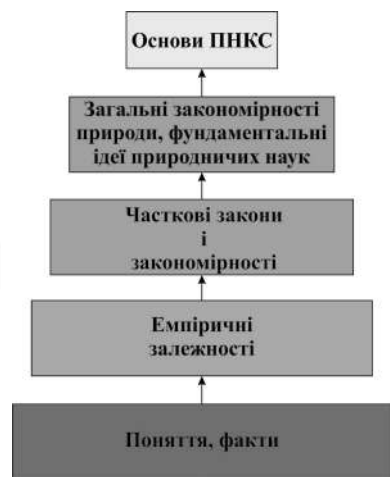 Основи ПНКС
Загальні закономірності
природи, фундаментальні
ідеї природничих наук
Часткові закони
і
закономірності
Емпіричні
залежності
Поняття, факти